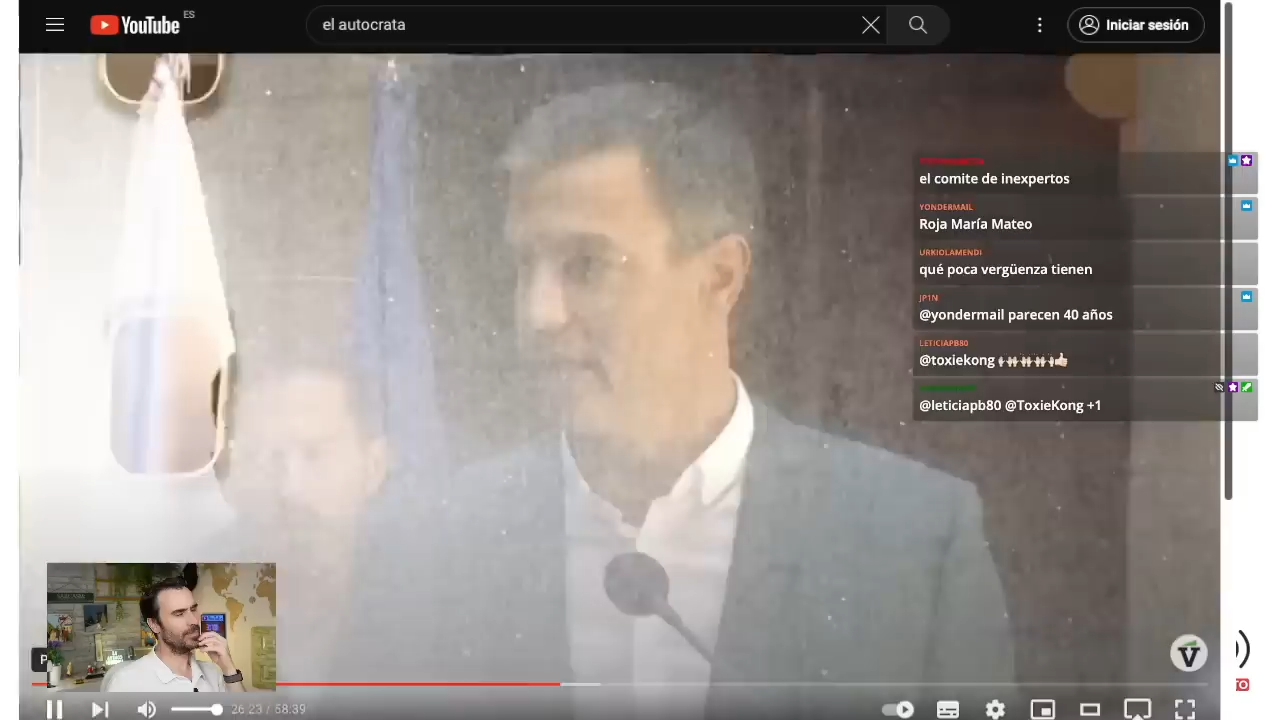 YouTube ES
el autocrata
Iniciar sesión
el comite de inexpertos
YONDERMAIL
Roja María Mateo
URKIOLAMENDI
qué poca vergüenza tienen
JP1N
@yondermail parecen 40 años
LETICIAPB80
@toxiekong
@leticiapb80 @ToxieKong +1
P
26:23 / 58:39